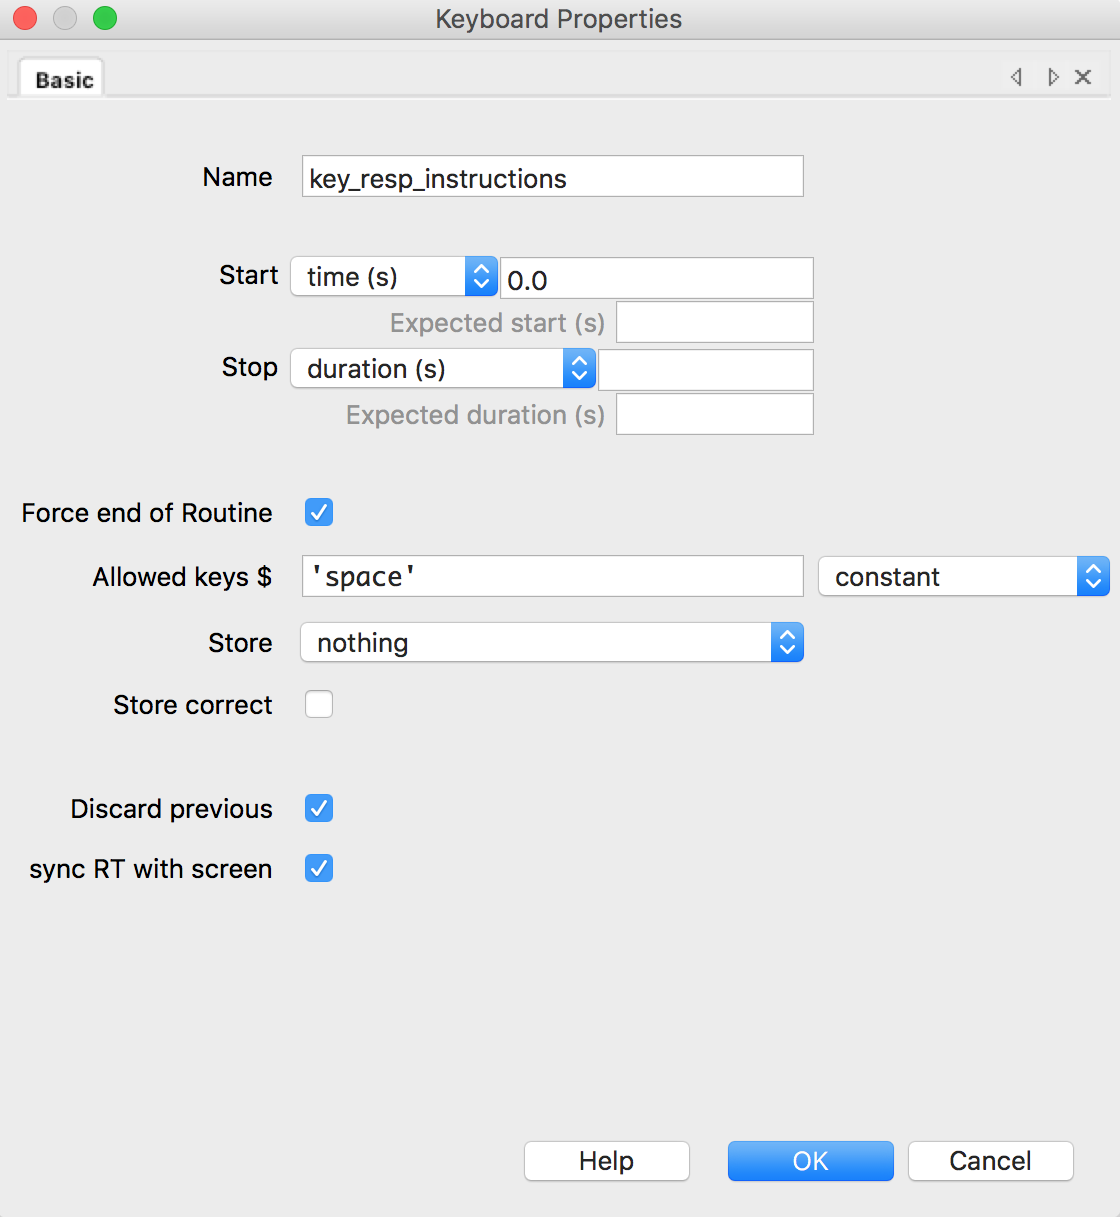 Keyboard Properties
Basic
Name key_resp_instructions
Start time (s) 0.0
Expected start (s)
Stop duration (s)
Expected duration (s)
Force end of Routine
Allowed keys $ 'space' constant
Store nothing
Store correct
Discard previous
sync RT with screen
Help OK Cancel